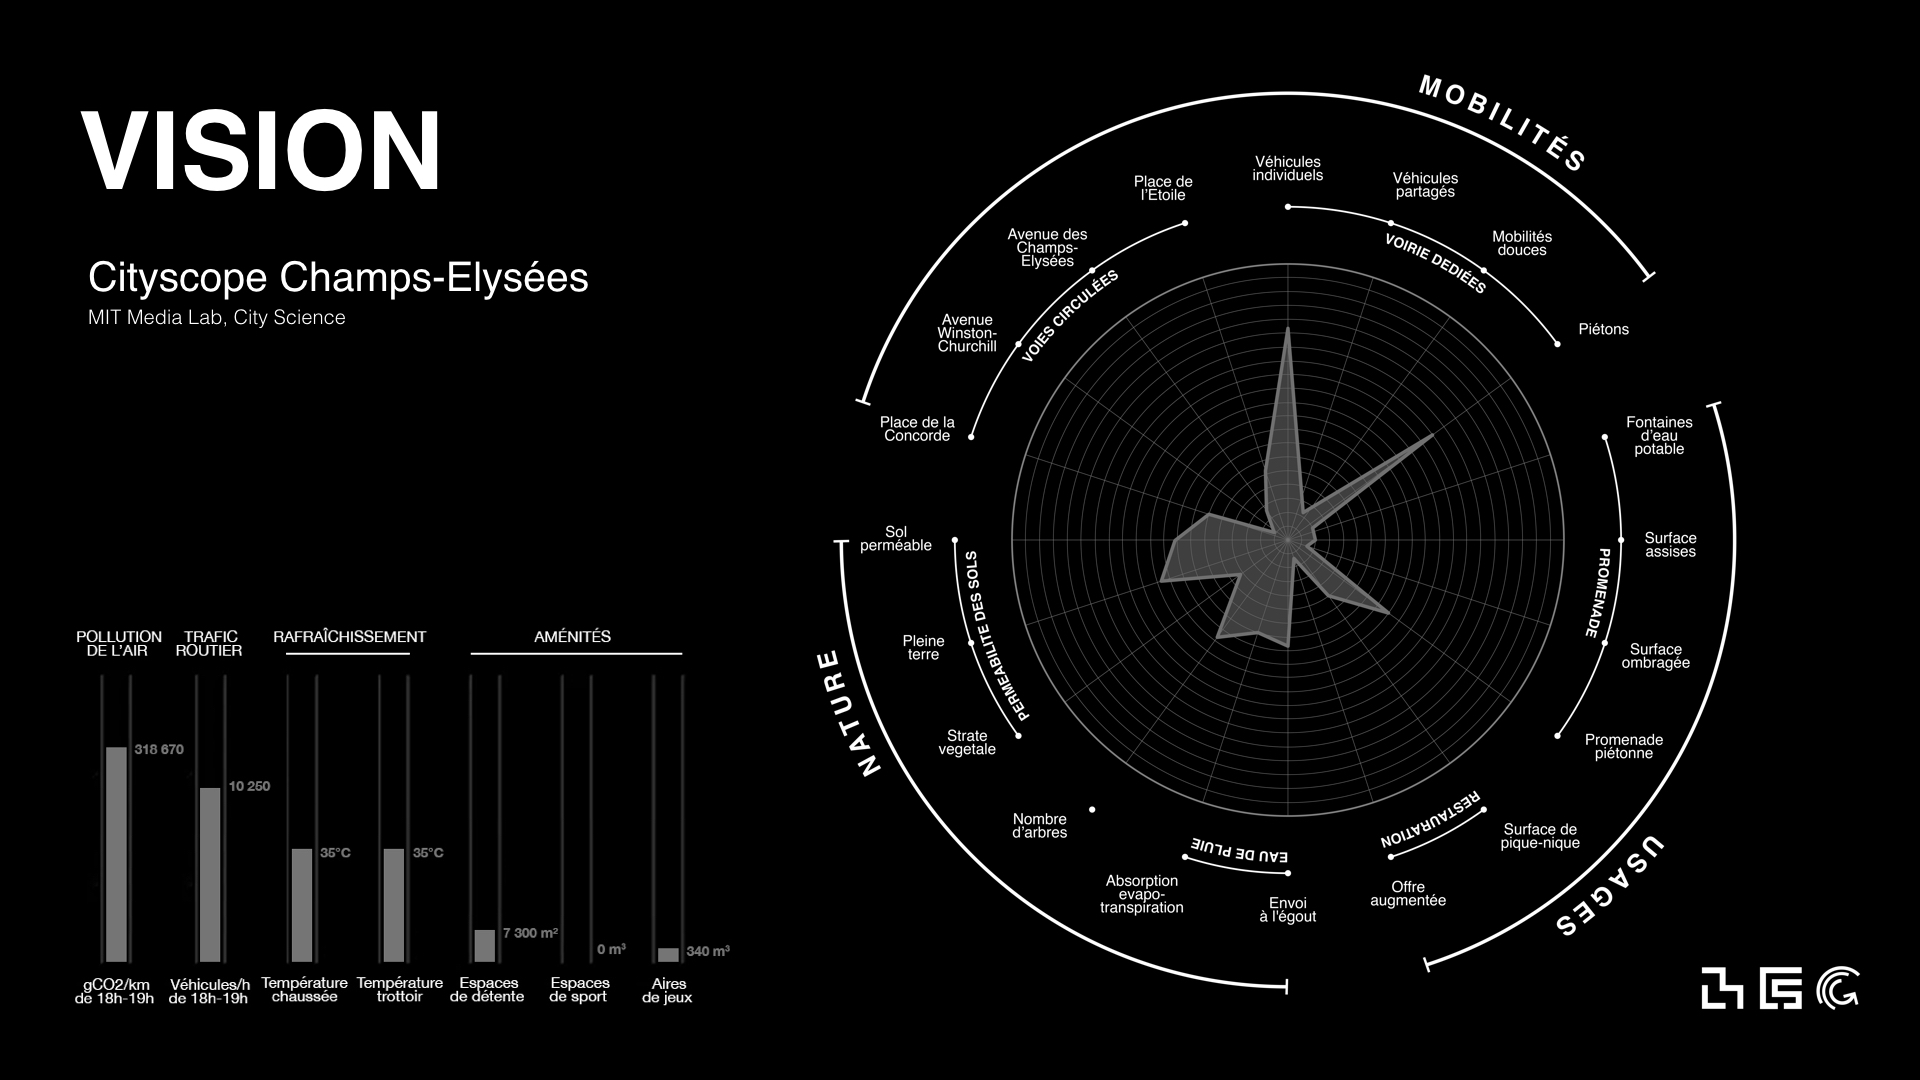 VISION
Cityscope Champs-Elysées
MIT Media Lab, City Science
POLLUTION
DE L'AIR
TRAFIC
ROUTIER
RAFRAÎCHISSEMENT
AMÉNITÉS
318 670
10 250
35°C
35°C
7 300 m²
0 m³
340 m³
gCO2/km
de 18h-19h
Véhicules/h
de 18h-19h
Température
chaussée
Température
trottoir
Espaces
de détente
Espaces
de sport
Aires
de jeux
MOBILITÉS
Véhicules
individuels
Véhicules
partagés
Mobilités
douces
Piétons
VOIRIE DEDIÉES
Place de
l'Etoile
Avenue des
Champs-
Elysées
Avenue
Winston-
Churchill
Place de la
Concorde
VOIES CIRCULÉES
USAGES
Fontaines
d'eau
potable
Surface
assises
Surface
ombragée
Promenade
piétonne
PROMENADE
Surface de
pique-nique
Offre
augmentée
RESTAURATION
NATURE
Sol
perméable
Pleine
terre
Strate
vegetale
PERMEABILITE DES SOLS
Nombre
d'arbres
Absorption
evapo-
transpiration
Envoi
à l'égout
EAU DE PLUIE